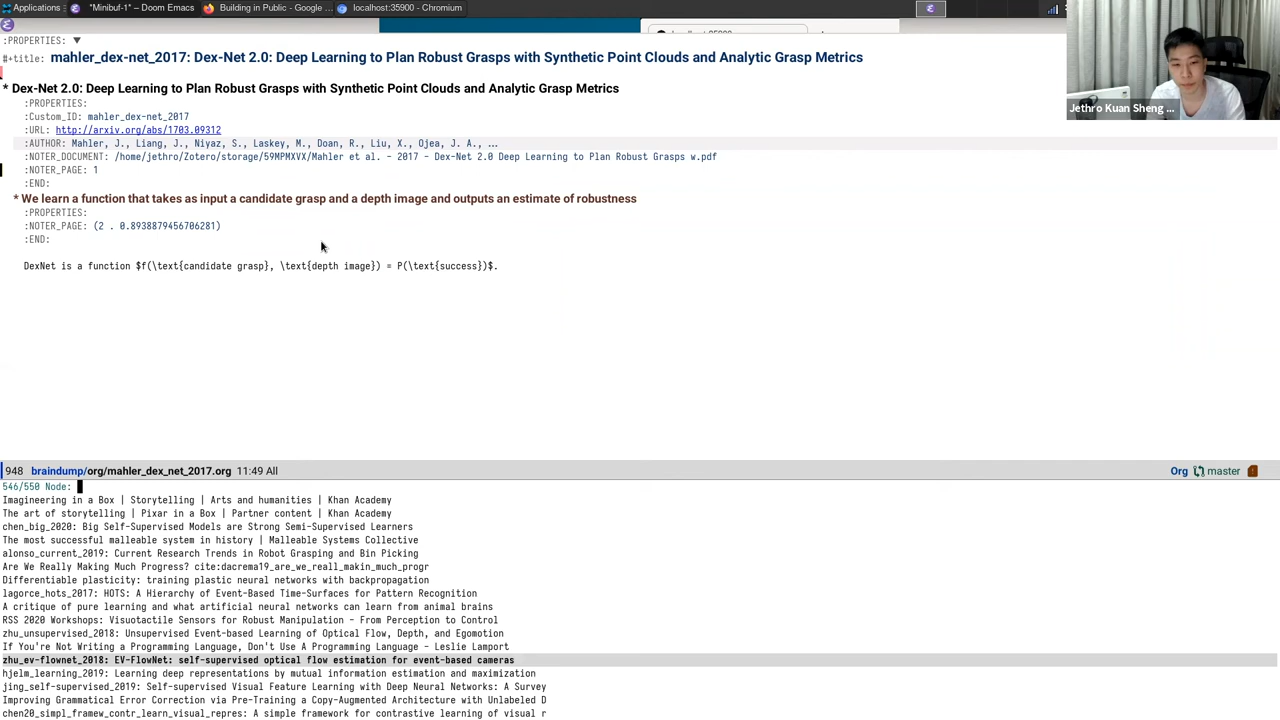 Applications
*Minibuf-1* – Doom Emacs
Building in Public - Google ...
localhost:35900 - Chromium
:PROPERTIES: ▼
#+title: mahler_dex-net_2017: Dex-Net 2.0: Deep Learning to Plan Robust Grasps with Synthetic Point Clouds and Analytic Grasp Metrics
* Dex-Net 2.0: Deep Learning to Plan Robust Grasps with Synthetic Point Clouds and Analytic Grasp Metrics
:PROPERTIES:
:Custom_ID: mahler_dex-net_2017
:URL: http://arxiv.org/abs/1703.09312
:AUTHOR: Mahler, J., Liang, J., Niyaz, S., Laskey, M., Doan, R., Liu, X., Ojea, J. A., ...
:NOTER_DOCUMENT: /home/jethro/Zotero/storage/59MPMXVX/Mahler et al. - 2017 - Dex-Net 2.0 Deep Learning to Plan Robust Grasps w.pdf
:NOTER_PAGE: 1
:END:
* We learn a function that takes as input a candidate grasp and a depth image and outputs an estimate of robustness
:PROPERTIES:
:NOTER_PAGE: (2 . 0.8938879456706281)
:END:
DexNet is a function $f(\text{candidate grasp}, \text{depth image}) = P(\text{success})$.
Jethro Kuan Sheng ...
948 braindump/org/mahler_dex_net_2017.org 11:49 All
Org master
546/550 Node:
Imagineering in a Box | Storytelling | Arts and humanities | Khan Academy
The art of storytelling | Pixar in a Box | Partner content | Khan Academy
chen_big_2020: Big Self-Supervised Models are Strong Semi-Supervised Learners
The most successful malleable system in history | Malleable Systems Collective
alonso_current_2019: Current Research Trends in Robot Grasping and Bin Picking
Are We Really Making Much Progress? cite:dacrema19_are_we_reall_makin_much_progr
Differentiable plasticity: training plastic neural networks with backpropagation
lagorce_hots_2017: HOTS: A Hierarchy of Event-Based Time-Surfaces for Pattern Recognition
A critique of pure learning and what artificial neural networks can learn from animal brains
RSS 2020 Workshops: Visuotactile Sensors for Robust Manipulation - From Perception to Control
zhu_unsupervised_2018: Unsupervised Event-based Learning of Optical Flow, Depth, and Egomotion
If You're Not Writing a Programming Language, Don't Use A Programming Language - Leslie Lamport
zhu_ev-flownet_2018: EV-FlowNet: self-supervised optical flow estimation for event-based cameras
hjelm_learning_2019: Learning deep representations by mutual information estimation and maximization
jing_self-supervised_2019: Self-supervised Visual Feature Learning with Deep Neural Networks: A Survey
Improving Grammatical Error Correction via Pre-Training a Copy-Augmented Architecture with Unlabeled D
chen20_simpl_framew_contr_learn_visual_repres: A simple framework for contrastive learning of visual r